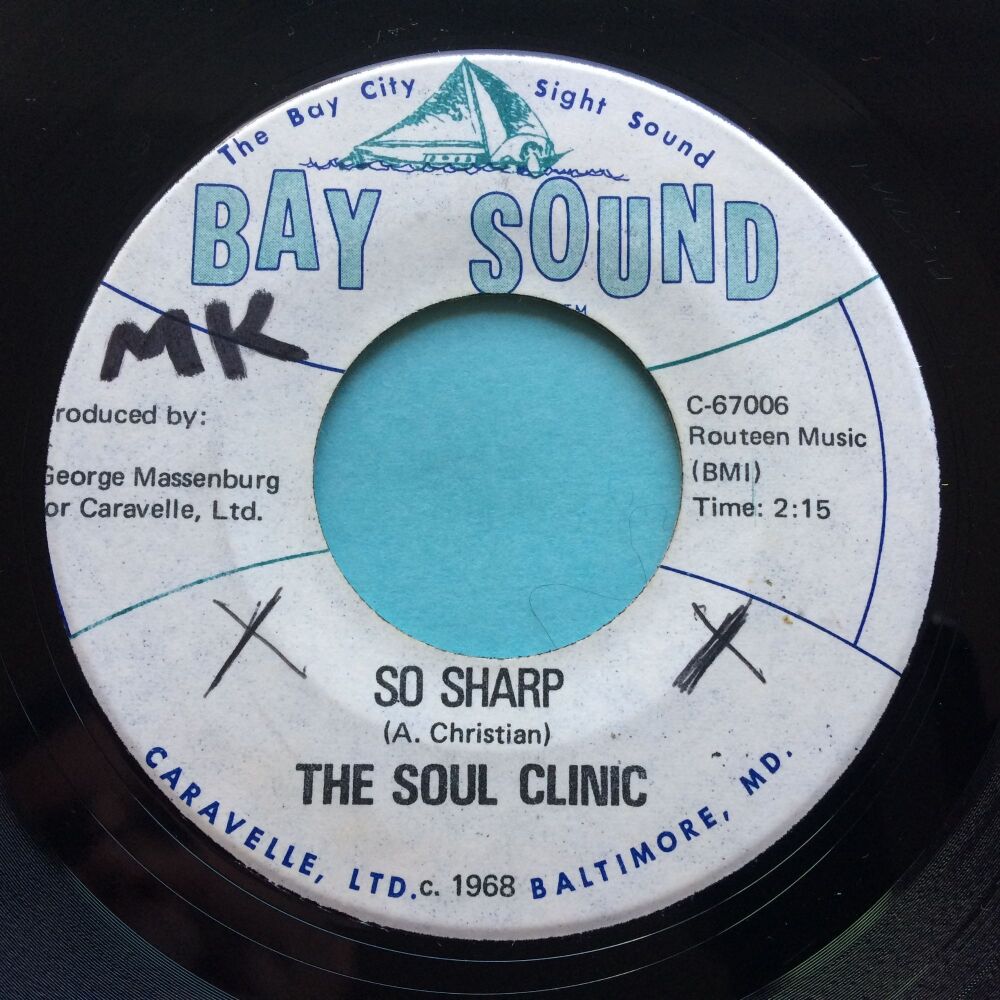 The Bay City Sight Sound
BAY SOUND
TM
MK
roduced by:
George Massenburg
or Caravelle, Ltd.
C-67006
Routeen Music
(BMI)
Time: 2:15
SO SHARP
(A. Christian)
THE SOUL CLINIC
CARAVELLE, LTD. c. 1968 BALTIMORE, MD.